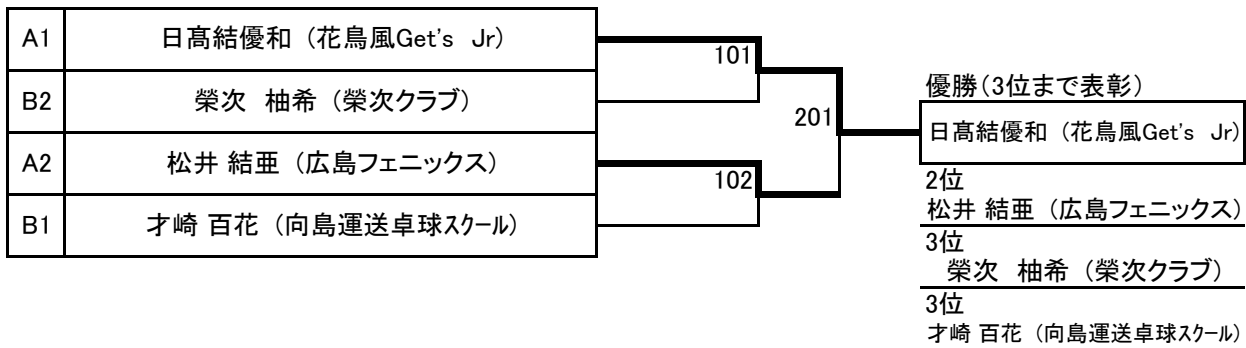 A1 日髙結優和（花鳥風Get's　Jr)
B2 榮次　柚希（榮次クラブ）
A2 松井 結亜（広島フェニックス）
B1 才崎 百花（向島運送卓球ｽｸｰﾙ)
101
102
201
優勝（3位まで表彰）
日髙結優和（花鳥風Get's　Jr)
2位
松井 結亜（広島フェニックス）
3位
榮次　柚希（榮次クラブ）
3位
才崎 百花（向島運送卓球ｽｸｰﾙ)